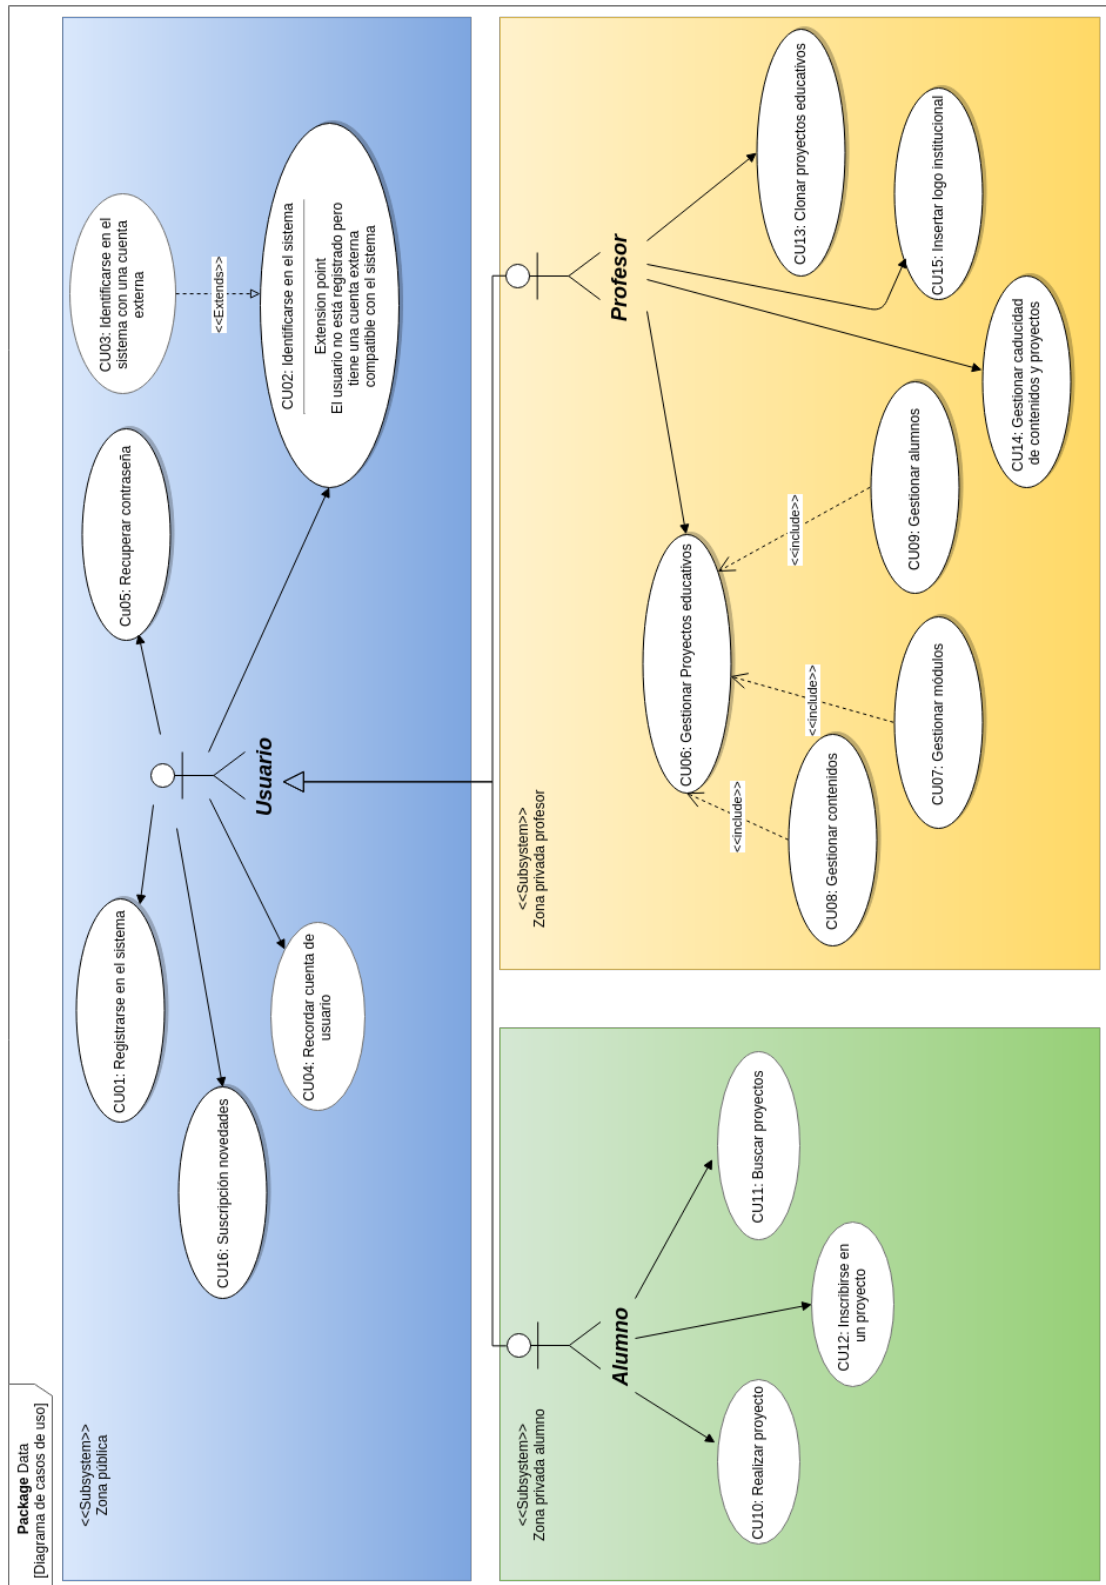 Package Data
[Diagrama de casos de uso]
<<Subsystem>>
Zona pública
CU01: Registrarse en el sistema
Cu05: Recuperar contraseña
CU03: Identificarse en el
sistema con una cuenta
externa
<<Extends>>
CU16: Suscripción novedades
Usuario
CU04: Recordar cuenta de
usuario
CU02: Identificarse en el sistema
Extension point
El usuario no está registrado pero
tiene una cuenta externa
compatible con el sistema
<<Subsystem>>
Zona privada alumno
Alumno
CU10: Realizar proyecto
CU12: Inscribirse en
un proyecto
CU11: Buscar proyectos
<<Subsystem>>
Zona privada profesor
Profesor
CU06: Gestionar Proyectos educativos
<<include>>
<<include>>
<<include>>
CU08: Gestionar contenidos
CU07: Gestionar módulos
CU09: Gestionar alumnos
CU13: Clonar proyectos educativos
CU15: Insertar logo institucional
CU14: Gestionar caducidad
de contenidos y proyectos